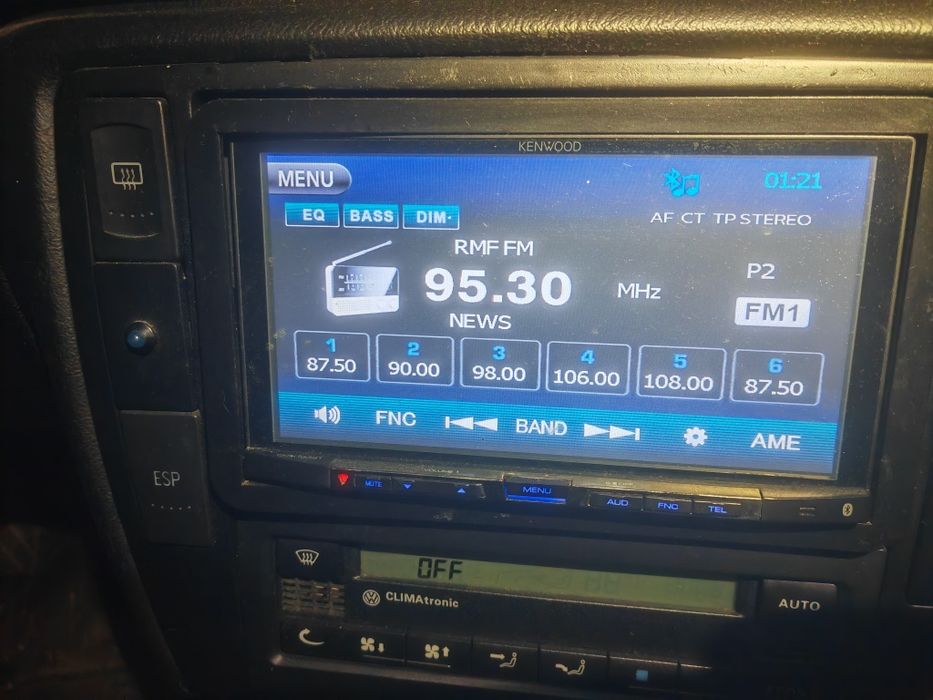 KENWOOD
MENU
01:21
EQ BASS DIM
AF CT TP STEREO
RMF FM
95.30 MHz
P2
FM1
NEWS
1 2 3 4 5 6
87.50 90.00 98.00 106.00 108.00 87.50
FNC BAND AME
MUTE MENU AUD FNC TEL
ESP
OFF
CLIMAtronic
AUTO